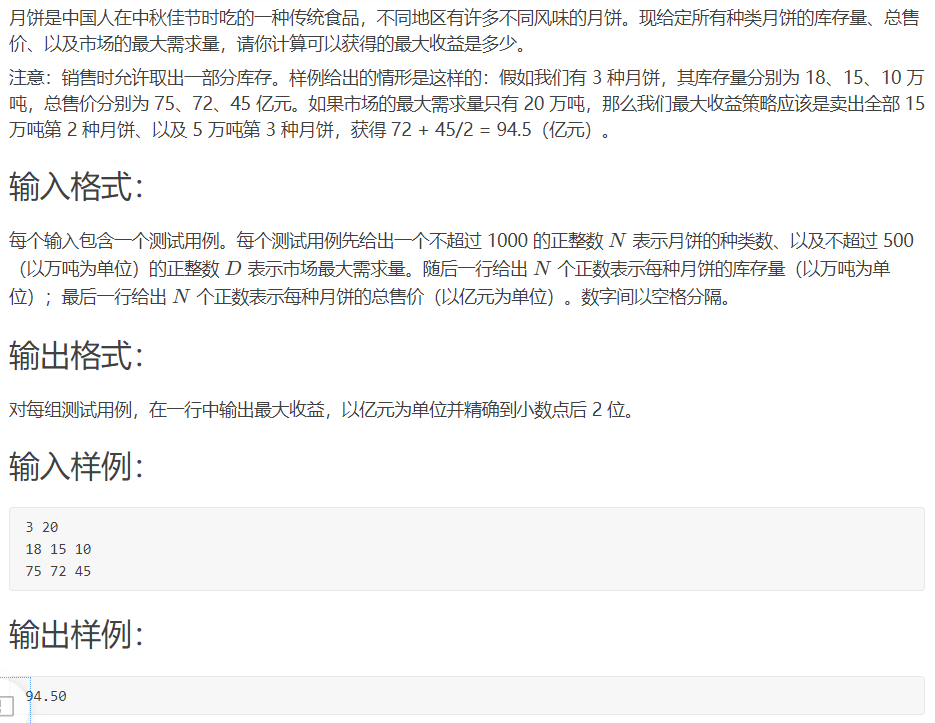 月饼是中国人在中秋佳节时吃的一种传统食品，不同地区有许多不同风味的月饼。现给定所有种类月饼的库存量、总售
价、以及市场的最大需求量，请你计算可以获得的最大收益是多少。
注意：销售时允许取出一部分库存。样例给出的情形是这样的：假如我们有 3 种月饼，其库存量分别为 18、15、10 万
吨，总售价分别为 75、72、45 亿元。如果市场的最大需求量只有 20 万吨，那么我们最大收益策略应该是卖出全部 15
万吨第 2 种月饼、以及 5 万吨第 3 种月饼，获得 72 + 45/2 = 94.5（亿元）。
输入格式：
每个输入包含一个测试用例。每个测试用例先给出一个不超过 1000 的正整数 N 表示月饼的种类数、以及不超过 500
（以万吨为单位）的正整数 D 表示市场最大需求量。随后一行给出 N 个正数表示每种月饼的库存量（以万吨为单
位）；最后一行给出 N 个正数表示每种月饼的总售价（以亿元为单位）。数字间以空格分隔。
输出格式：
对每组测试用例，在一行中输出最大收益，以亿元为单位并精确到小数点后 2 位。
输入样例：
3 20
18 15 10
75 72 45
输出样例：
94.50